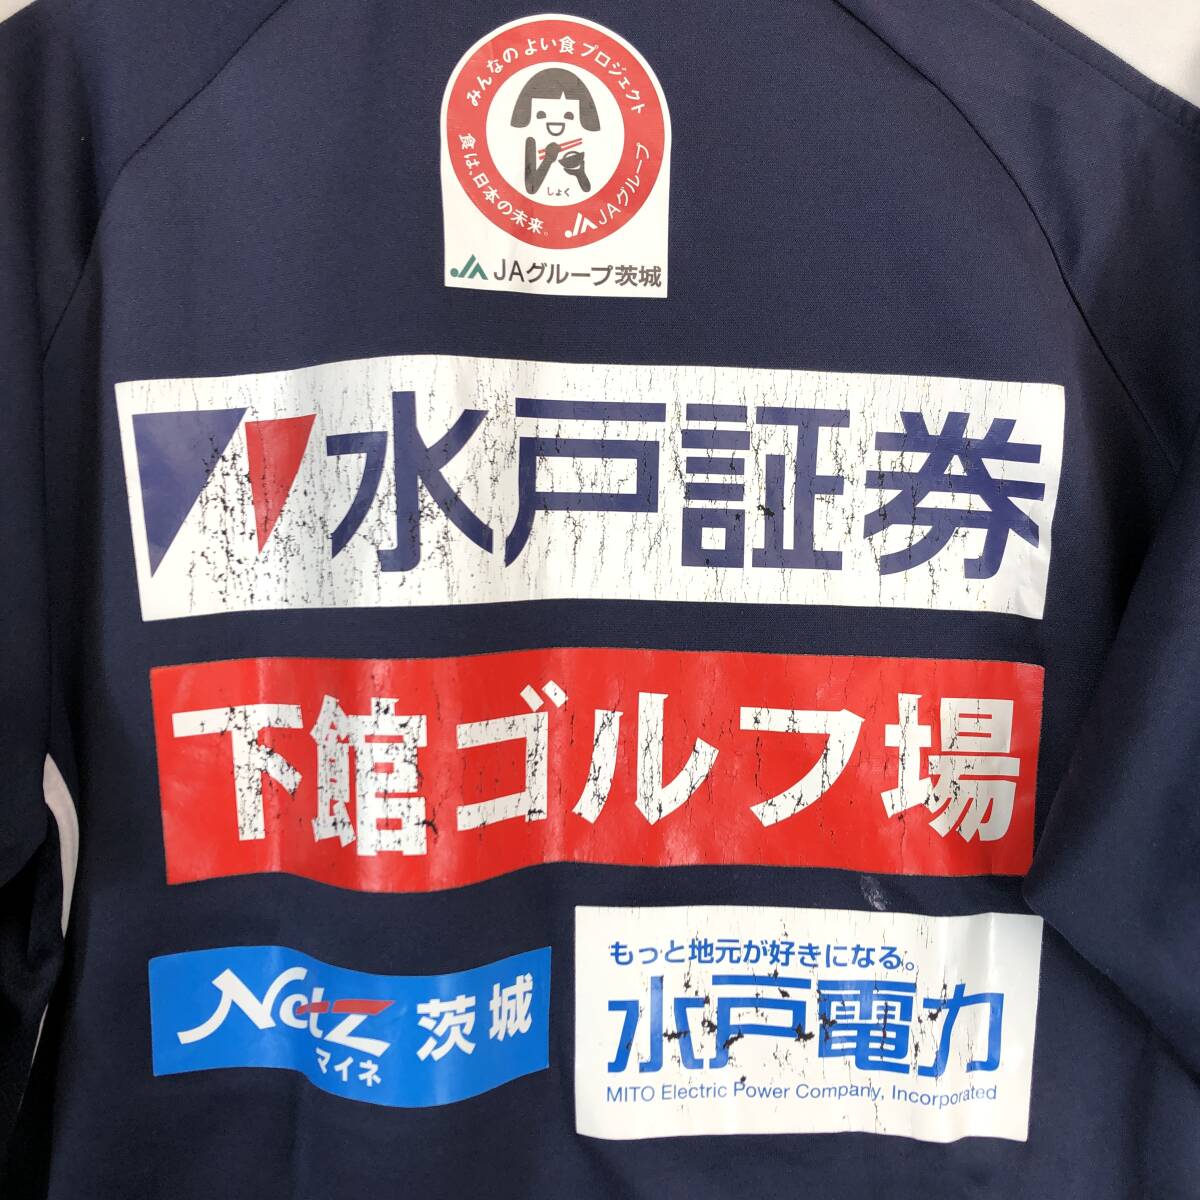 みんなのよい食プロジェクト
しょく
食は、日本の未来。
JA JAグループ
JA JAグループ茨城
水戸証券
下館ゴルフ場
Netz 茨城
マイネ
もっと地元が好きになる。
水戸電力
MITO Electric Power Company, Incorporated